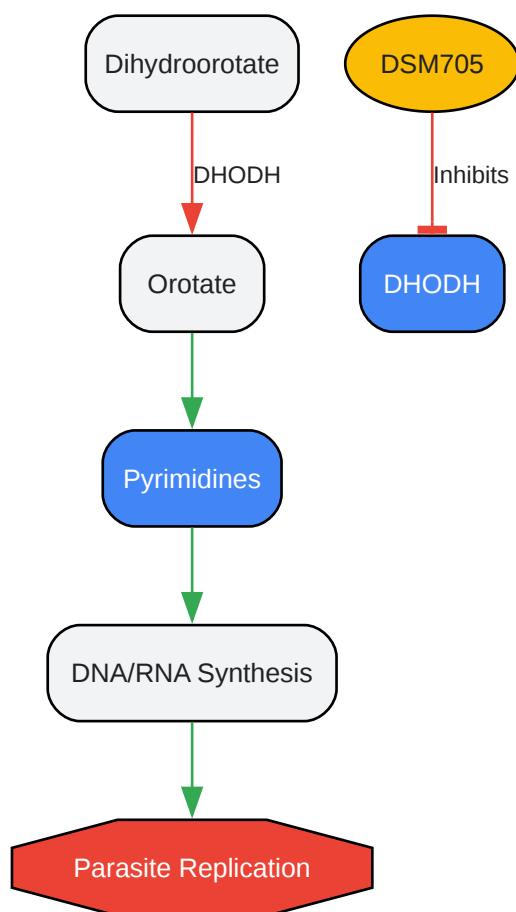 Dihydroorotate
DSM705
DHODH
Inhibits
Orotate
DHODH
Pyrimidines
DNA/RNA Synthesis
Parasite Replication